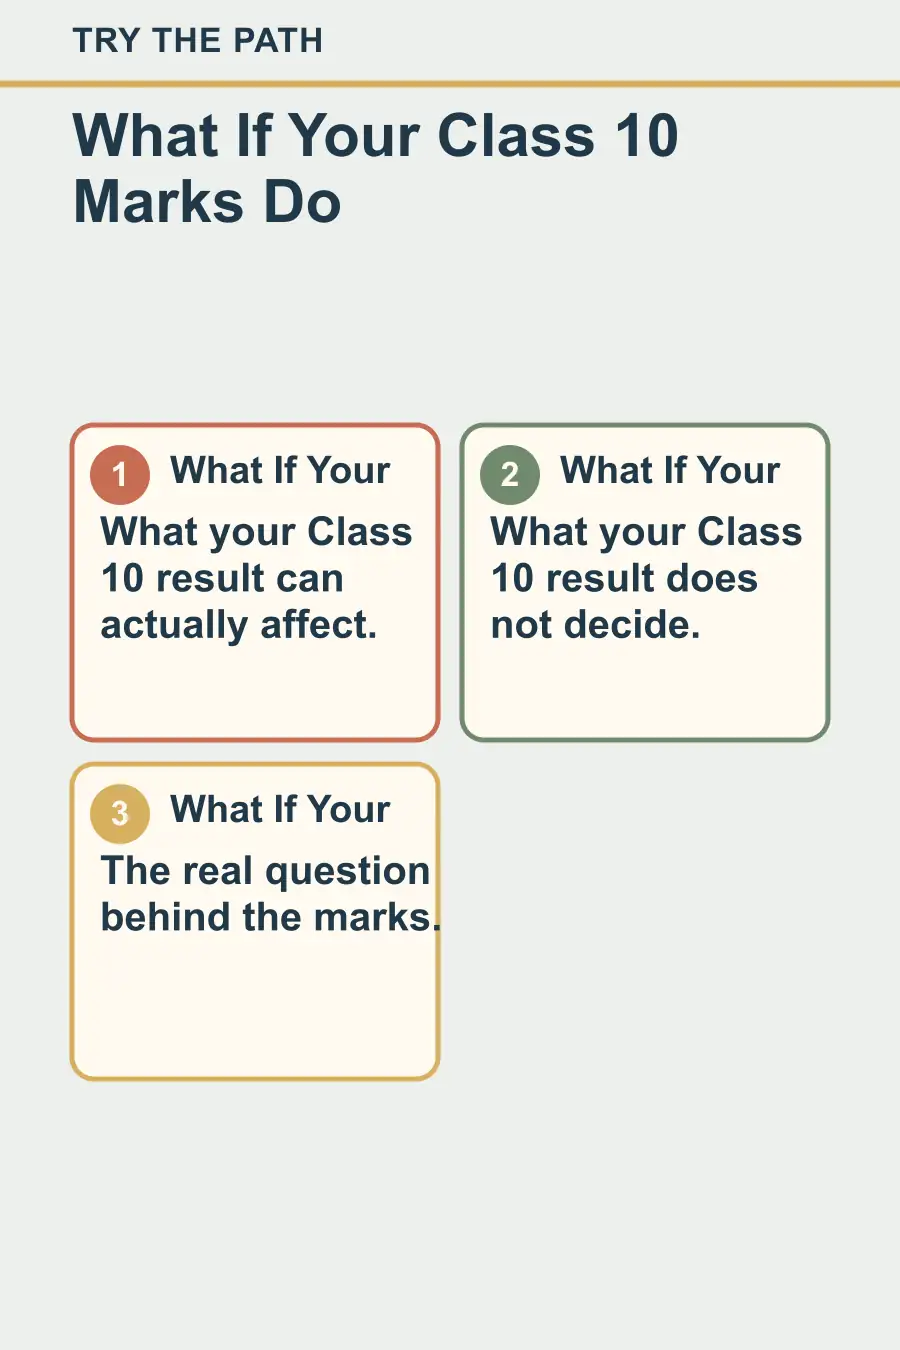 TRY THE PATH
What If Your Class 10
Marks Do
1 What If Your
What your Class
10 result can
actually affect.
2 What If Your
What your Class
10 result does
not decide.
3 What If Your
The real question
behind the marks.